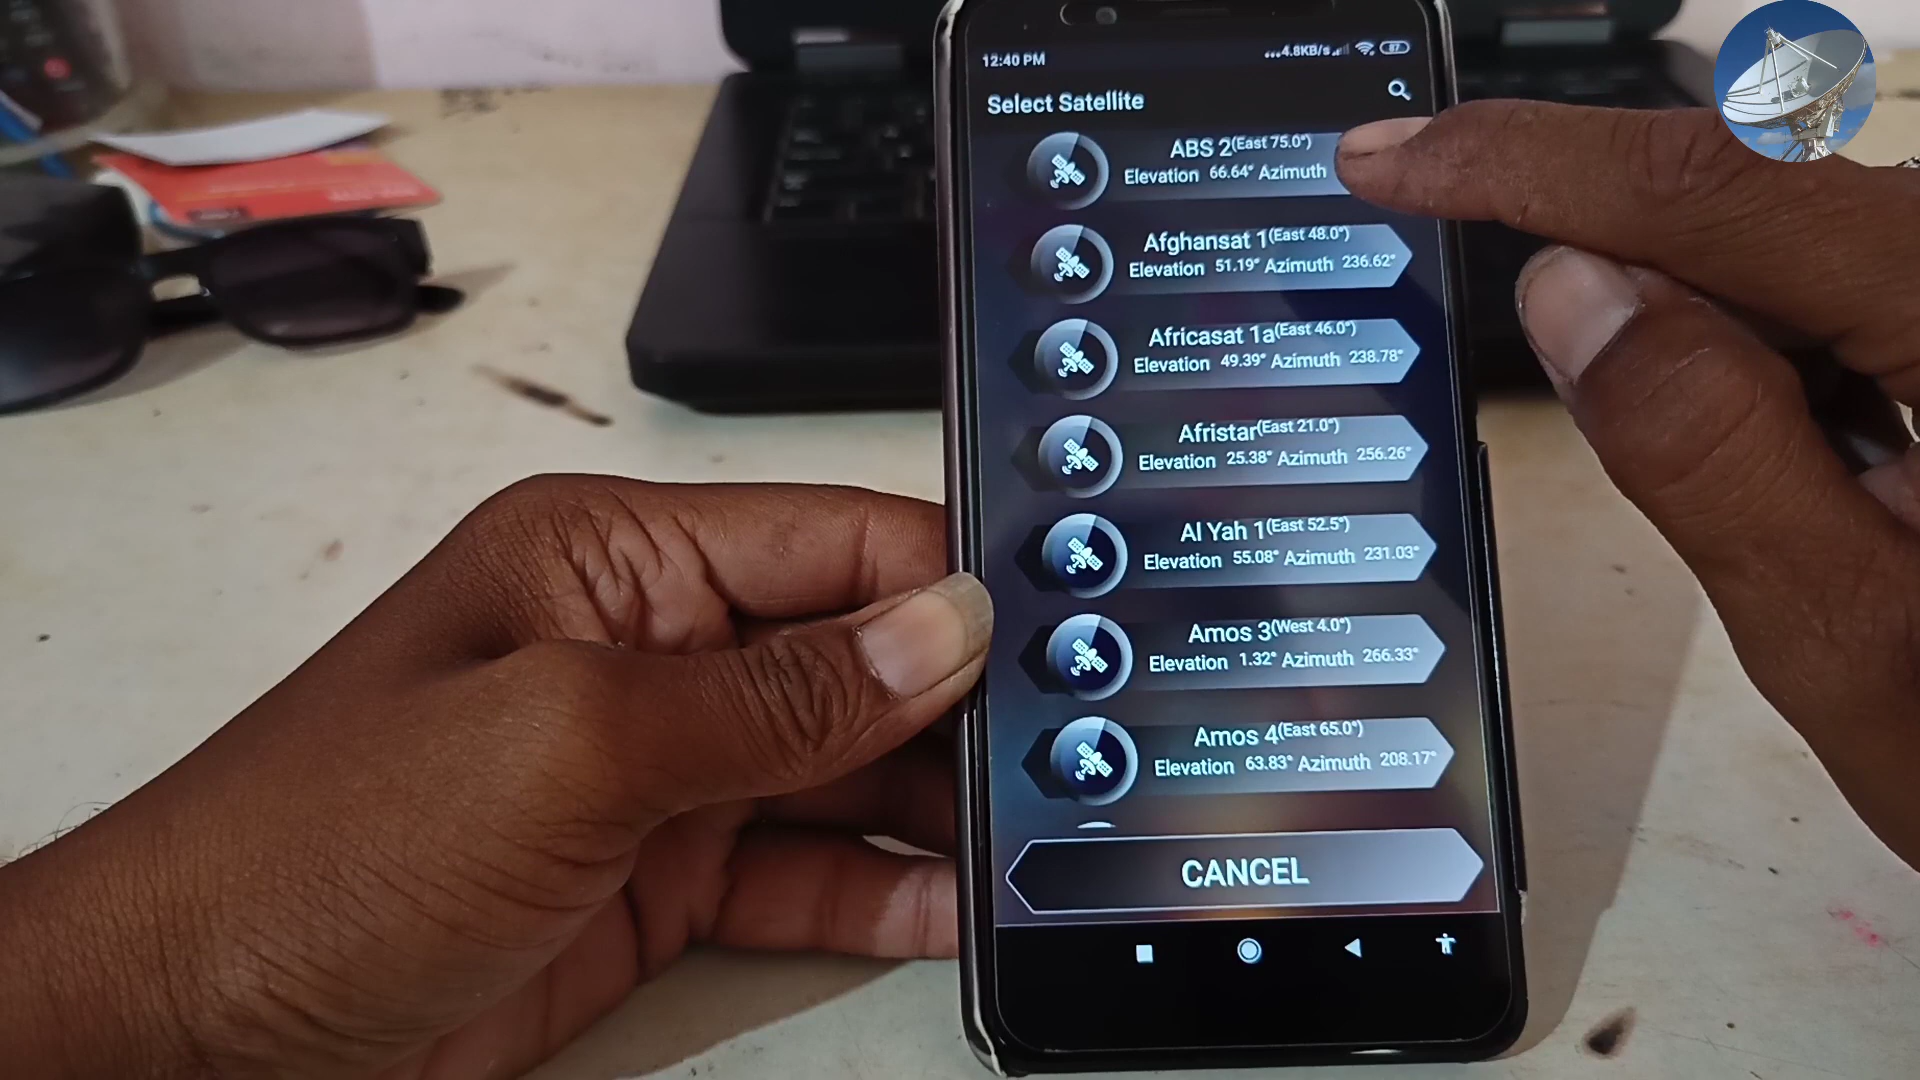 12:40 PM
...4.8KB/s
87
Select Satellite
ABS 2(East 75.0°)
Elevation 66.64° Azimuth
Afghansat 1(East 48.0°)
Elevation 51.19° Azimuth 236.62°
Africasat 1a(East 46.0°)
Elevation 49.39° Azimuth 238.78°
Afristar(East 21.0°)
Elevation 25.38° Azimuth 256.26°
Al Yah 1(East 52.5°)
Elevation 55.08° Azimuth 231.03°
Amos 3(West 4.0°)
Elevation 1.32° Azimuth 266.33°
Amos 4(East 65.0°)
Elevation 63.83° Azimuth 208.17°
CANCEL